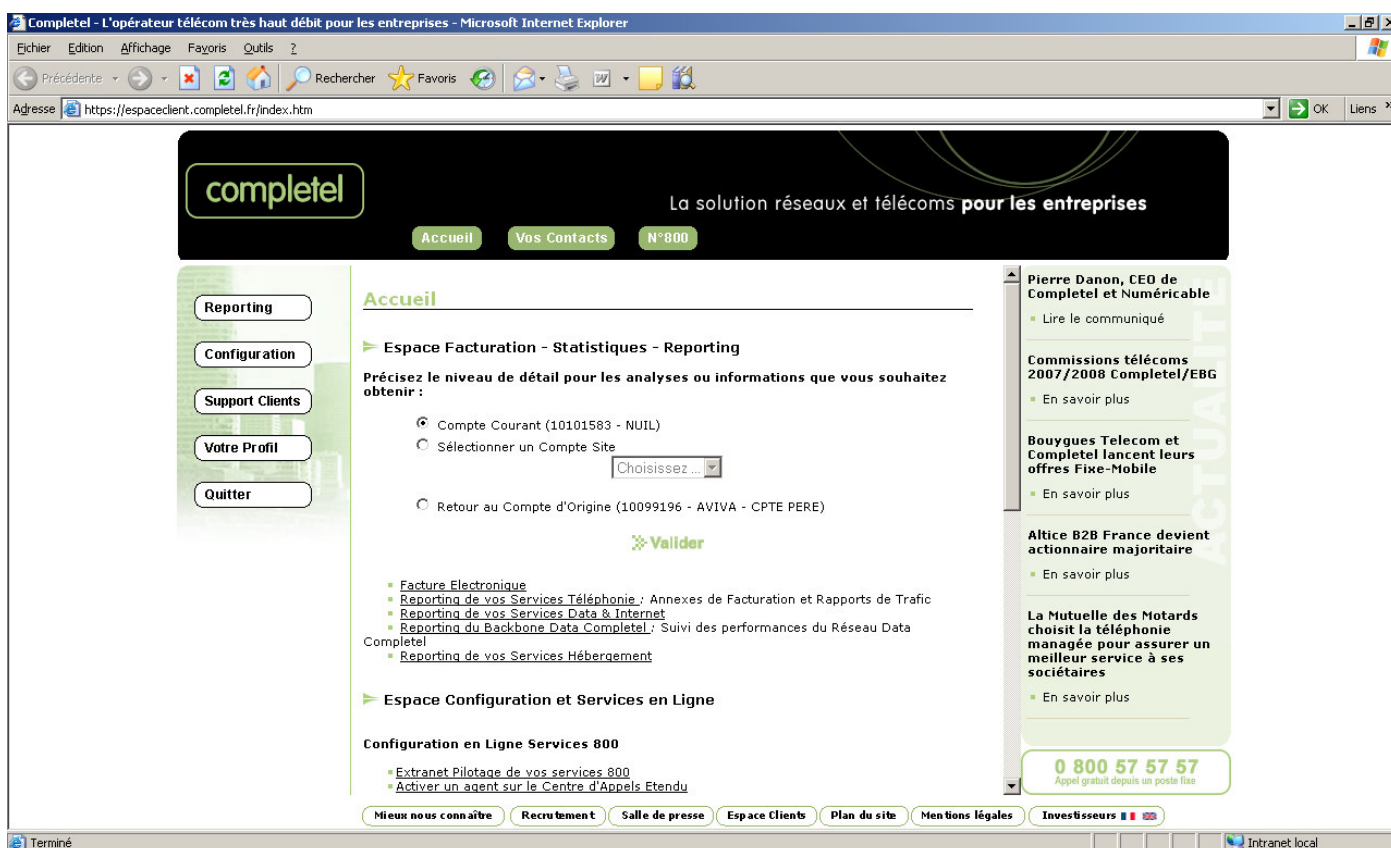 Completel - L'opérateur télécom très haut débit pour les entreprises - Microsoft Internet Explorer
Fichier Edition Affichage Favoris Outils ?
Précédente Rechercher Favoris
Adresse https://espaceclient.completel.fr/index.htm OK Liens »
completel
La solution réseaux et télécoms pour les entreprises
Accueil Vos Contacts N°800
Reporting
Configuration
Support Clients
Votre Profil
Quitter
Accueil
Espace Facturation - Statistiques - Reporting
Précisez le niveau de détail pour les analyses ou informations que vous souhaitez
obtenir :
Compte Courant (10101583 - NUIL)
Sélectionner un Compte Site
Choisissez ...
Retour au Compte d'Origine (10099196 - AVIVA - CPTE PERE)
Valider
Facture Electronique
Reporting de vos Services Téléphonie : Annexes de Facturation et Rapports de Trafic
Reporting de vos Services Data & Internet
Reporting du Backbone Data Completel : Suivi des performances du Réseau Data
Completel
Reporting de vos Services Hébergement
Espace Configuration et Services en Ligne
Configuration en Ligne Services 800
Extranet Pilotage de vos services 800
Activer un agent sur le Centre d'Appels Etendu
Pierre Danon, CEO de
Completel et Numéricable
Lire le communiqué
Commissions télécoms
2007/2008 Completel/EBG
En savoir plus
Bouygues Telecom et
Completel lancent leurs
offres Fixe-Mobile
En savoir plus
Altice B2B France devient
actionnaire majoritaire
En savoir plus
La Mutuelle des Motards
choisit la téléphonie
managée pour assurer un
meilleur service à ses
sociétaires
En savoir plus
ACTUALITE
0 800 57 57 57
Appel gratuit depuis un poste fixe
Mieux nous connaître Recrutement Salle de presse Espace Clients Plan du site Mentions légales Investisseurs
Terminé Intranet local